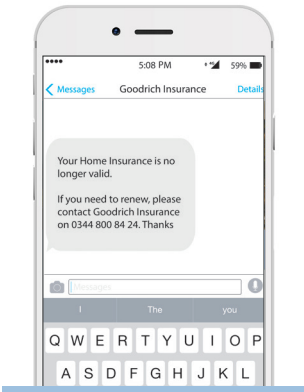 5:08 PM 59%
Messages Goodrich Insurance Details
Your Home Insurance is no
longer valid.
If you need to renew, please
contact Goodrich Insurance
on 0344 800 84 24. Thanks
Messages
I The you
Q W E R T Y U I O P
A S D F G H J K L